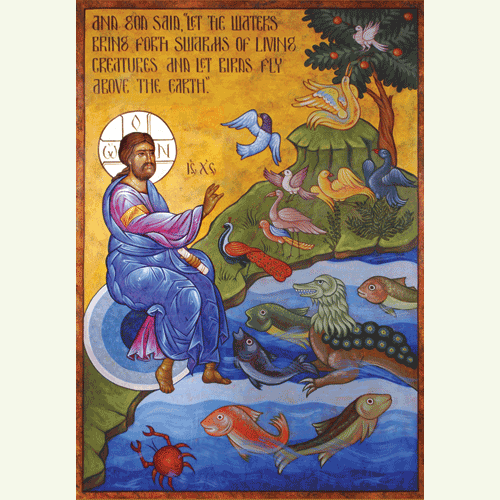 AND GOD SAID, "LET THE WATERS
BRING FORTH SWARMS OF LIVING
CREATURES AND LET BIRDS FLY
ABOVE THE EARTH."
Ὁ
Ѡ Ν
IC XC